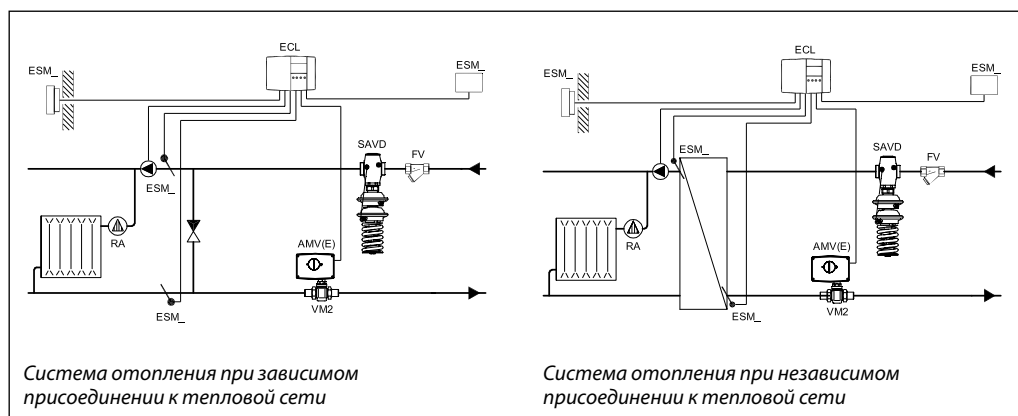 ECL
ESM_
ESM_
SAVD
FV
ESM_
RA
AMV(E)
ESM_
VM2
Система отопления при зависимом
присоединении к тепловой сети
ECL
ESM_
ESM_
SAVD
FV
ESM_
RA
AMV(E)
ESM_
VM2
Система отопления при независимом
присоединении к тепловой сети